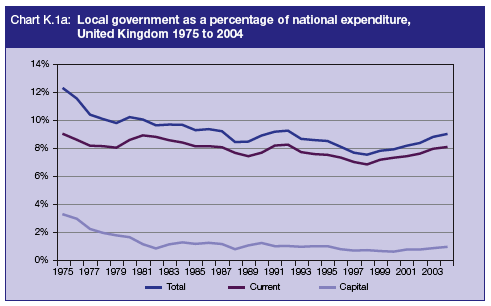 Chart K.1a: Local government as a percentage of national expenditure,
United Kingdom 1975 to 2004
14%
12%
10%
8%
6%
4%
2%
0%
1975 1977 1979 1981 1983 1985 1987 1989 1991 1993 1995 1997 1999 2001 2003
Total Current Capital